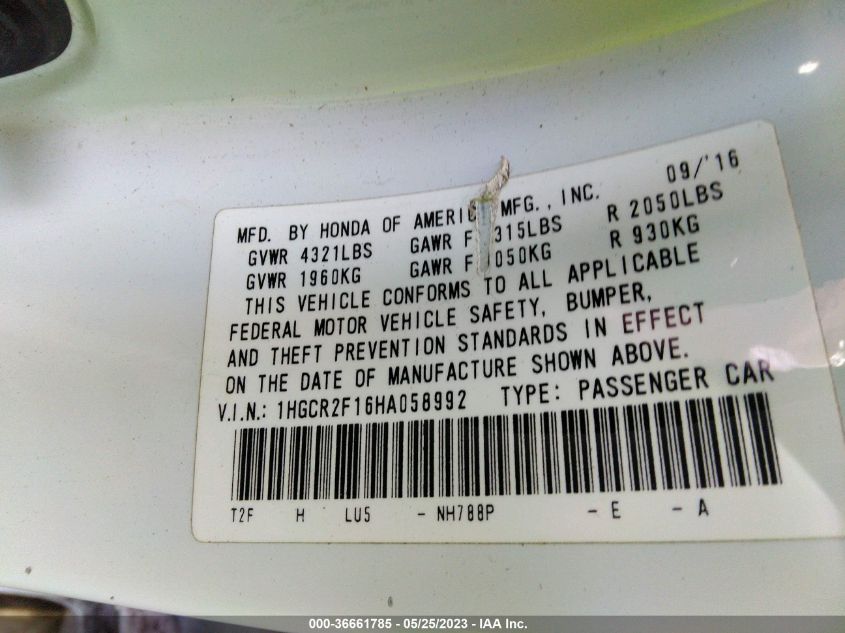 09/'16
MFD. BY HONDA OF AMERIC MFG., INC.
GVWR 4321LBS GAWR F 315LBS R 2050LBS
GVWR 1960KG GAWR F 1050KG R 930KG
THIS VEHICLE CONFORMS TO ALL APPLICABLE
FEDERAL MOTOR VEHICLE SAFETY, BUMPER,
AND THEFT PREVENTION STANDARDS IN EFFECT
ON THE DATE OF MANUFACTURE SHOWN ABOVE.
V.I.N.: 1HGCR2F16HA058992 TYPE: PASSENGER CAR
T2F H LU5 - NH788P - E - A
000-36661785 - 05/25/2023 - IAA Inc.